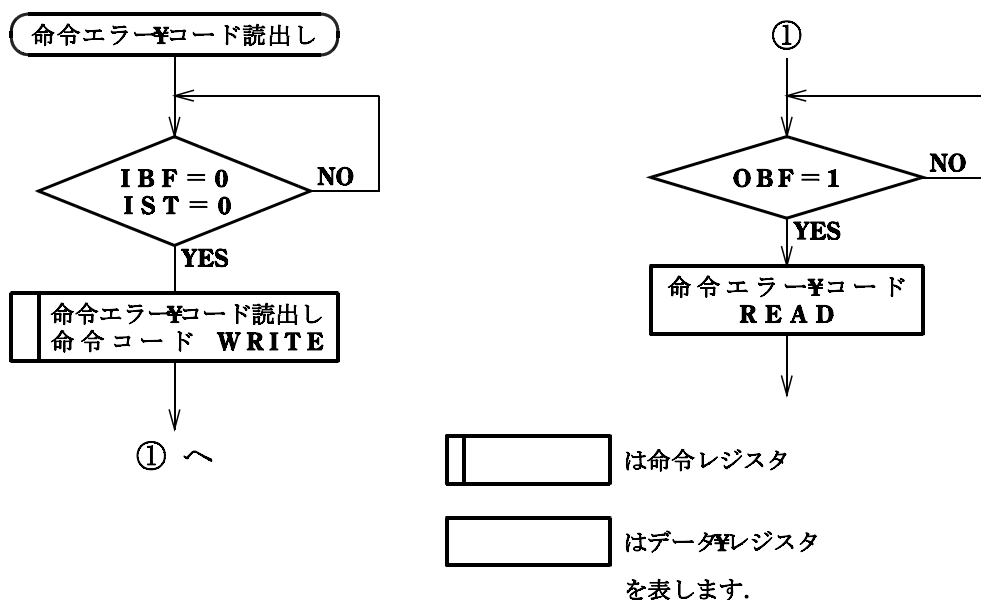 命令エラー¥コード読出し
IBF=0
IST=0
NO
YES
命令エラー¥コード読出し
命令コード WRITE
① へ
①
OBF=1
NO
YES
命令エラー¥コード
READ
は命令レジスタ
はデータ¥レジスタ
を表します.